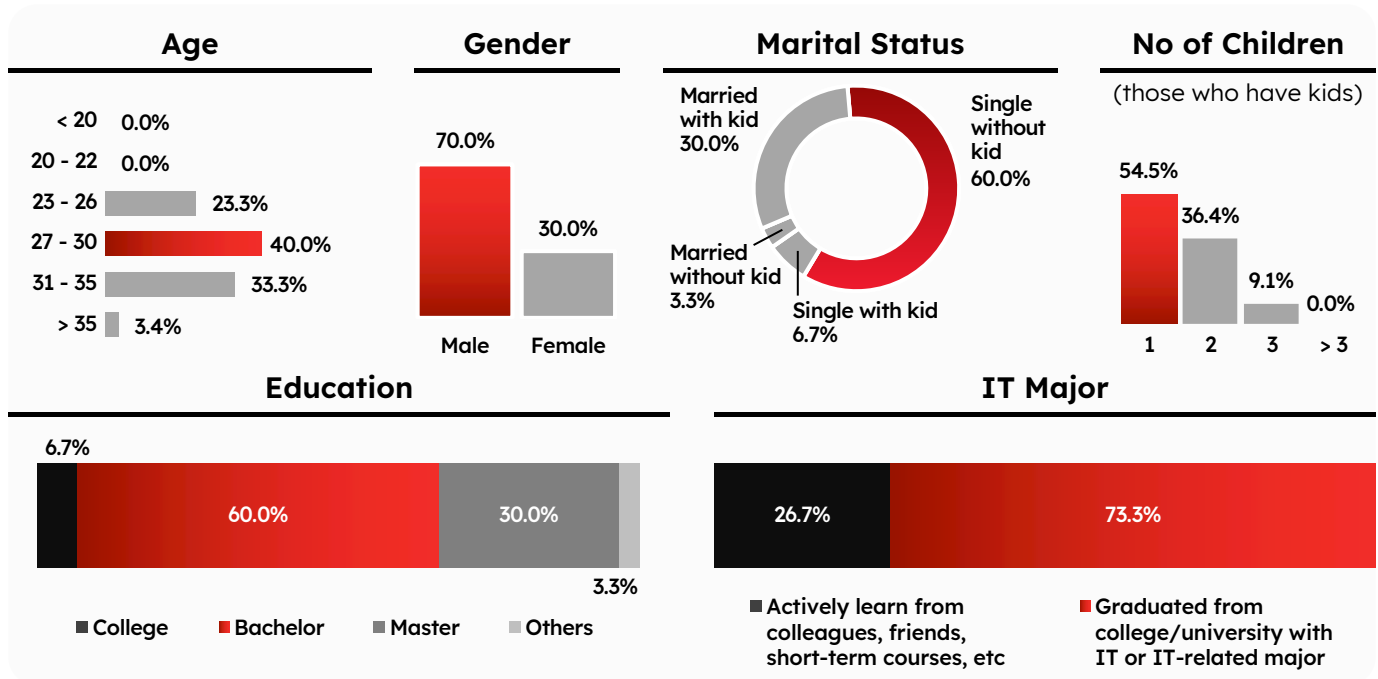 Age
< 20 0.0%
20 - 22 0.0%
23 - 26 23.3%
27 - 30 40.0%
31 - 35 33.3%
> 35 3.4%
Gender
70.0%
30.0%
Male Female
Marital Status
Married
with kid
30.0%
Single
without
kid
60.0%
Married
without kid
3.3%
Single with kid
6.7%
No of Children
(those who have kids)
54.5%
36.4%
9.1%
0.0%
1 2 3 > 3
Education
6.7%
60.0%
30.0%
3.3%
College Bachelor Master Others
IT Major
26.7%
73.3%
Actively learn from
colleagues, friends,
short-term courses, etc
Graduated from
college/university with
IT or IT-related major